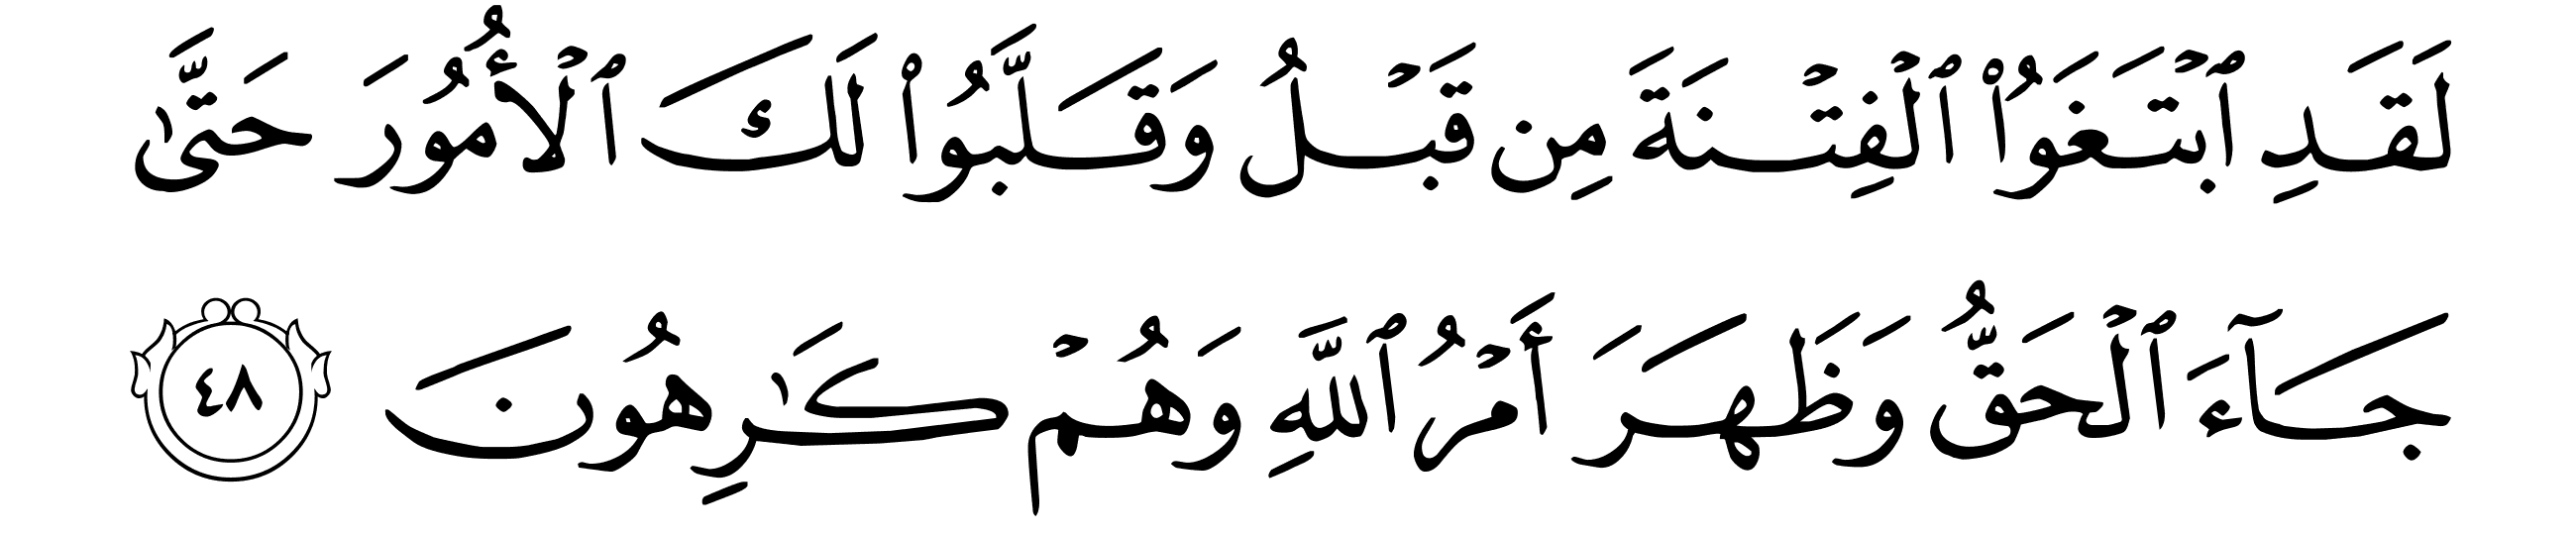 لَقَدِ ٱبۡتَغَوُاْ ٱلۡفِتۡنَةَ مِن قَبۡلُ وَقَلَّبُواْ لَكَ ٱلۡأُمُورَ حَتَّىٰ
جَآءَ ٱلۡحَقُّ وَظَهَرَ أَمۡرُ ٱللَّهِ وَهُمۡ كَٰرِهُونَ ٤٨